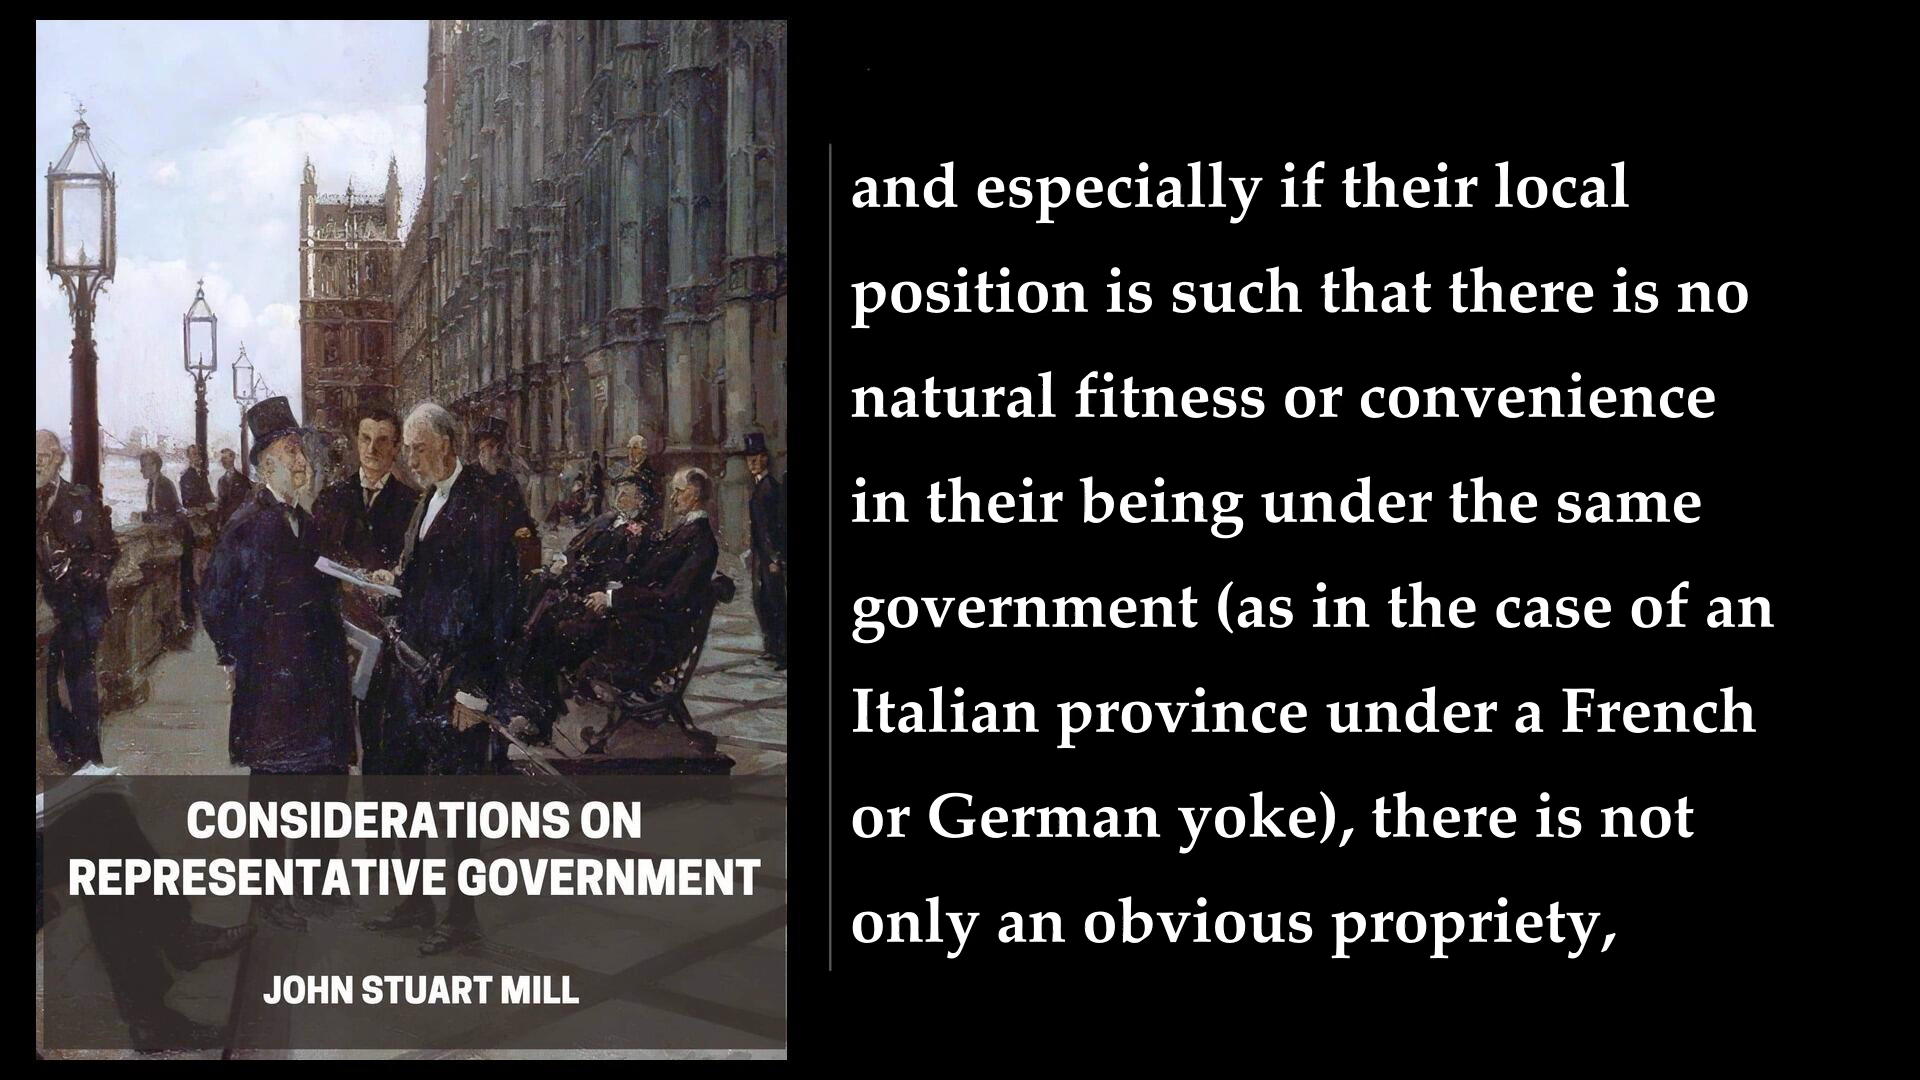 CONSIDERATIONS ON
REPRESENTATIVE GOVERNMENT
JOHN STUART MILL
and especially if their local
position is such that there is no
natural fitness or convenience
in their being under the same
government (as in the case of an
Italian province under a French
or German yoke), there is not
only an obvious propriety,